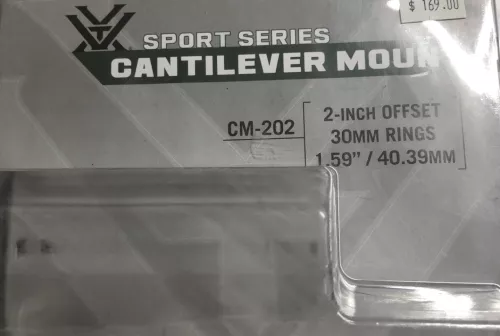 $ 169.00
SPORT SERIES
CANTILEVER MOUN
CM-202
2-INCH OFFSET
30MM RINGS
1.59" / 40.39MM